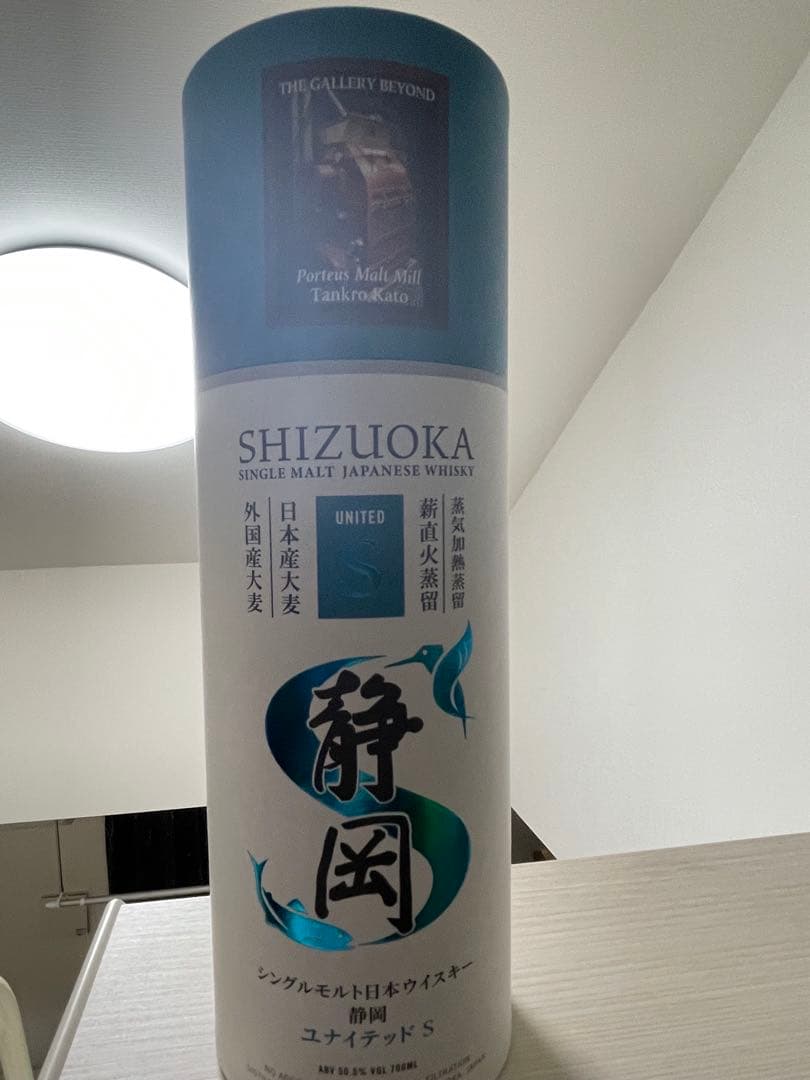 THE GALLERY BEYOND
Porteus Malt Mill
Tankro Kato
SHIZUOKA
SINGLE MALT JAPANESE WHISKY
蒸気加熱蒸留
薪直火蒸留
UNITED
S
日本産大麦
外国産大麦
静岡
シングルモルト日本ウイスキー
静岡
ユナイテッド S
ABV 50.5% VOL 700ML
NO
JAPAN